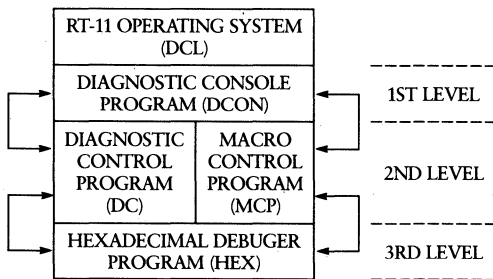 RT-11 OPERATING SYSTEM
(DCL)
DIAGNOSTIC CONSOLE
PROGRAM (DCON)
1ST LEVEL
DIAGNOSTIC
CONTROL
PROGRAM
(DC)
MACRO
CONTROL
PROGRAM
(MCP)
2ND LEVEL
HEXADECIMAL DEBUGER
PROGRAM (HEX)
3RD LEVEL